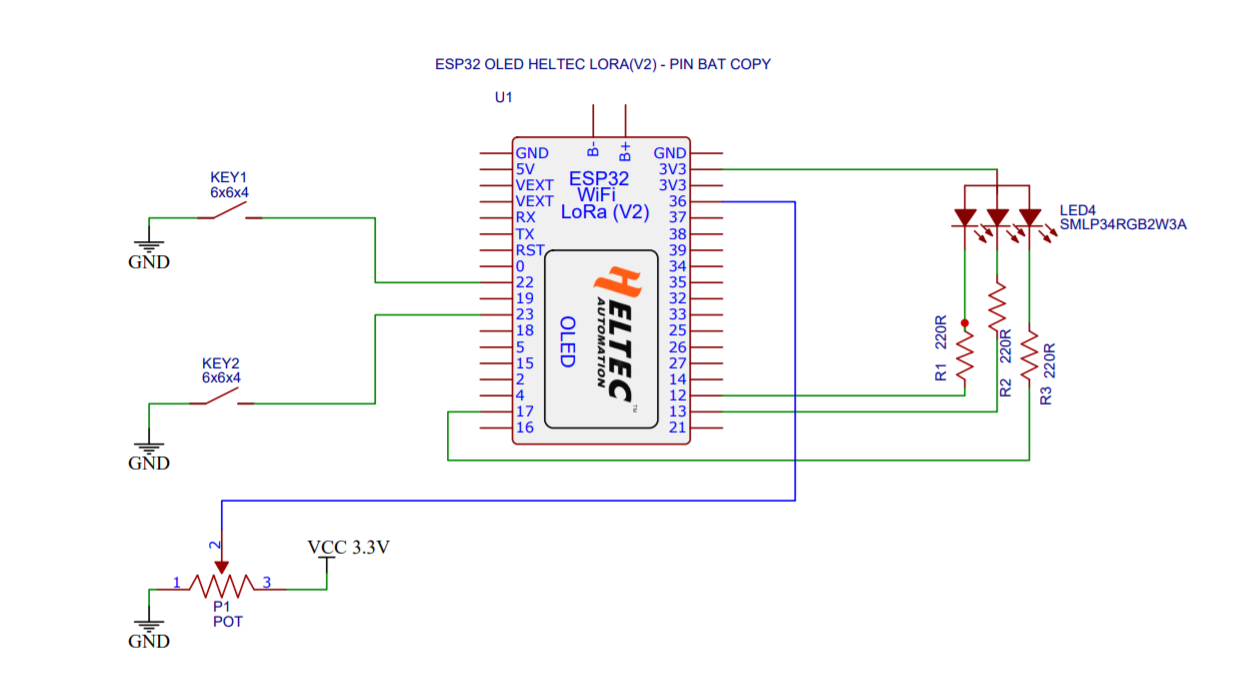 ESP32 OLED HELTEC LORA(V2) - PIN BAT COPY
U1
B-
B+
GND
5V
VEXT
VEXT
RX
TX
RST
0
22
19
23
18
5
15
2
4
17
16
GND
3V3
3V3
36
37
38
39
34
35
32
33
25
26
27
14
12
13
21
ESP32
WiFi
LoRa (V2)
OLED
HELTEC
AUTOMATION
TM
KEY1
6x6x4
GND
KEY2
6x6x4
GND
LED4
SMLP34RGB2W3A
R1 220R
R2 220R
R3 220R
2
VCC 3.3V
1
3
P1
POT
GND